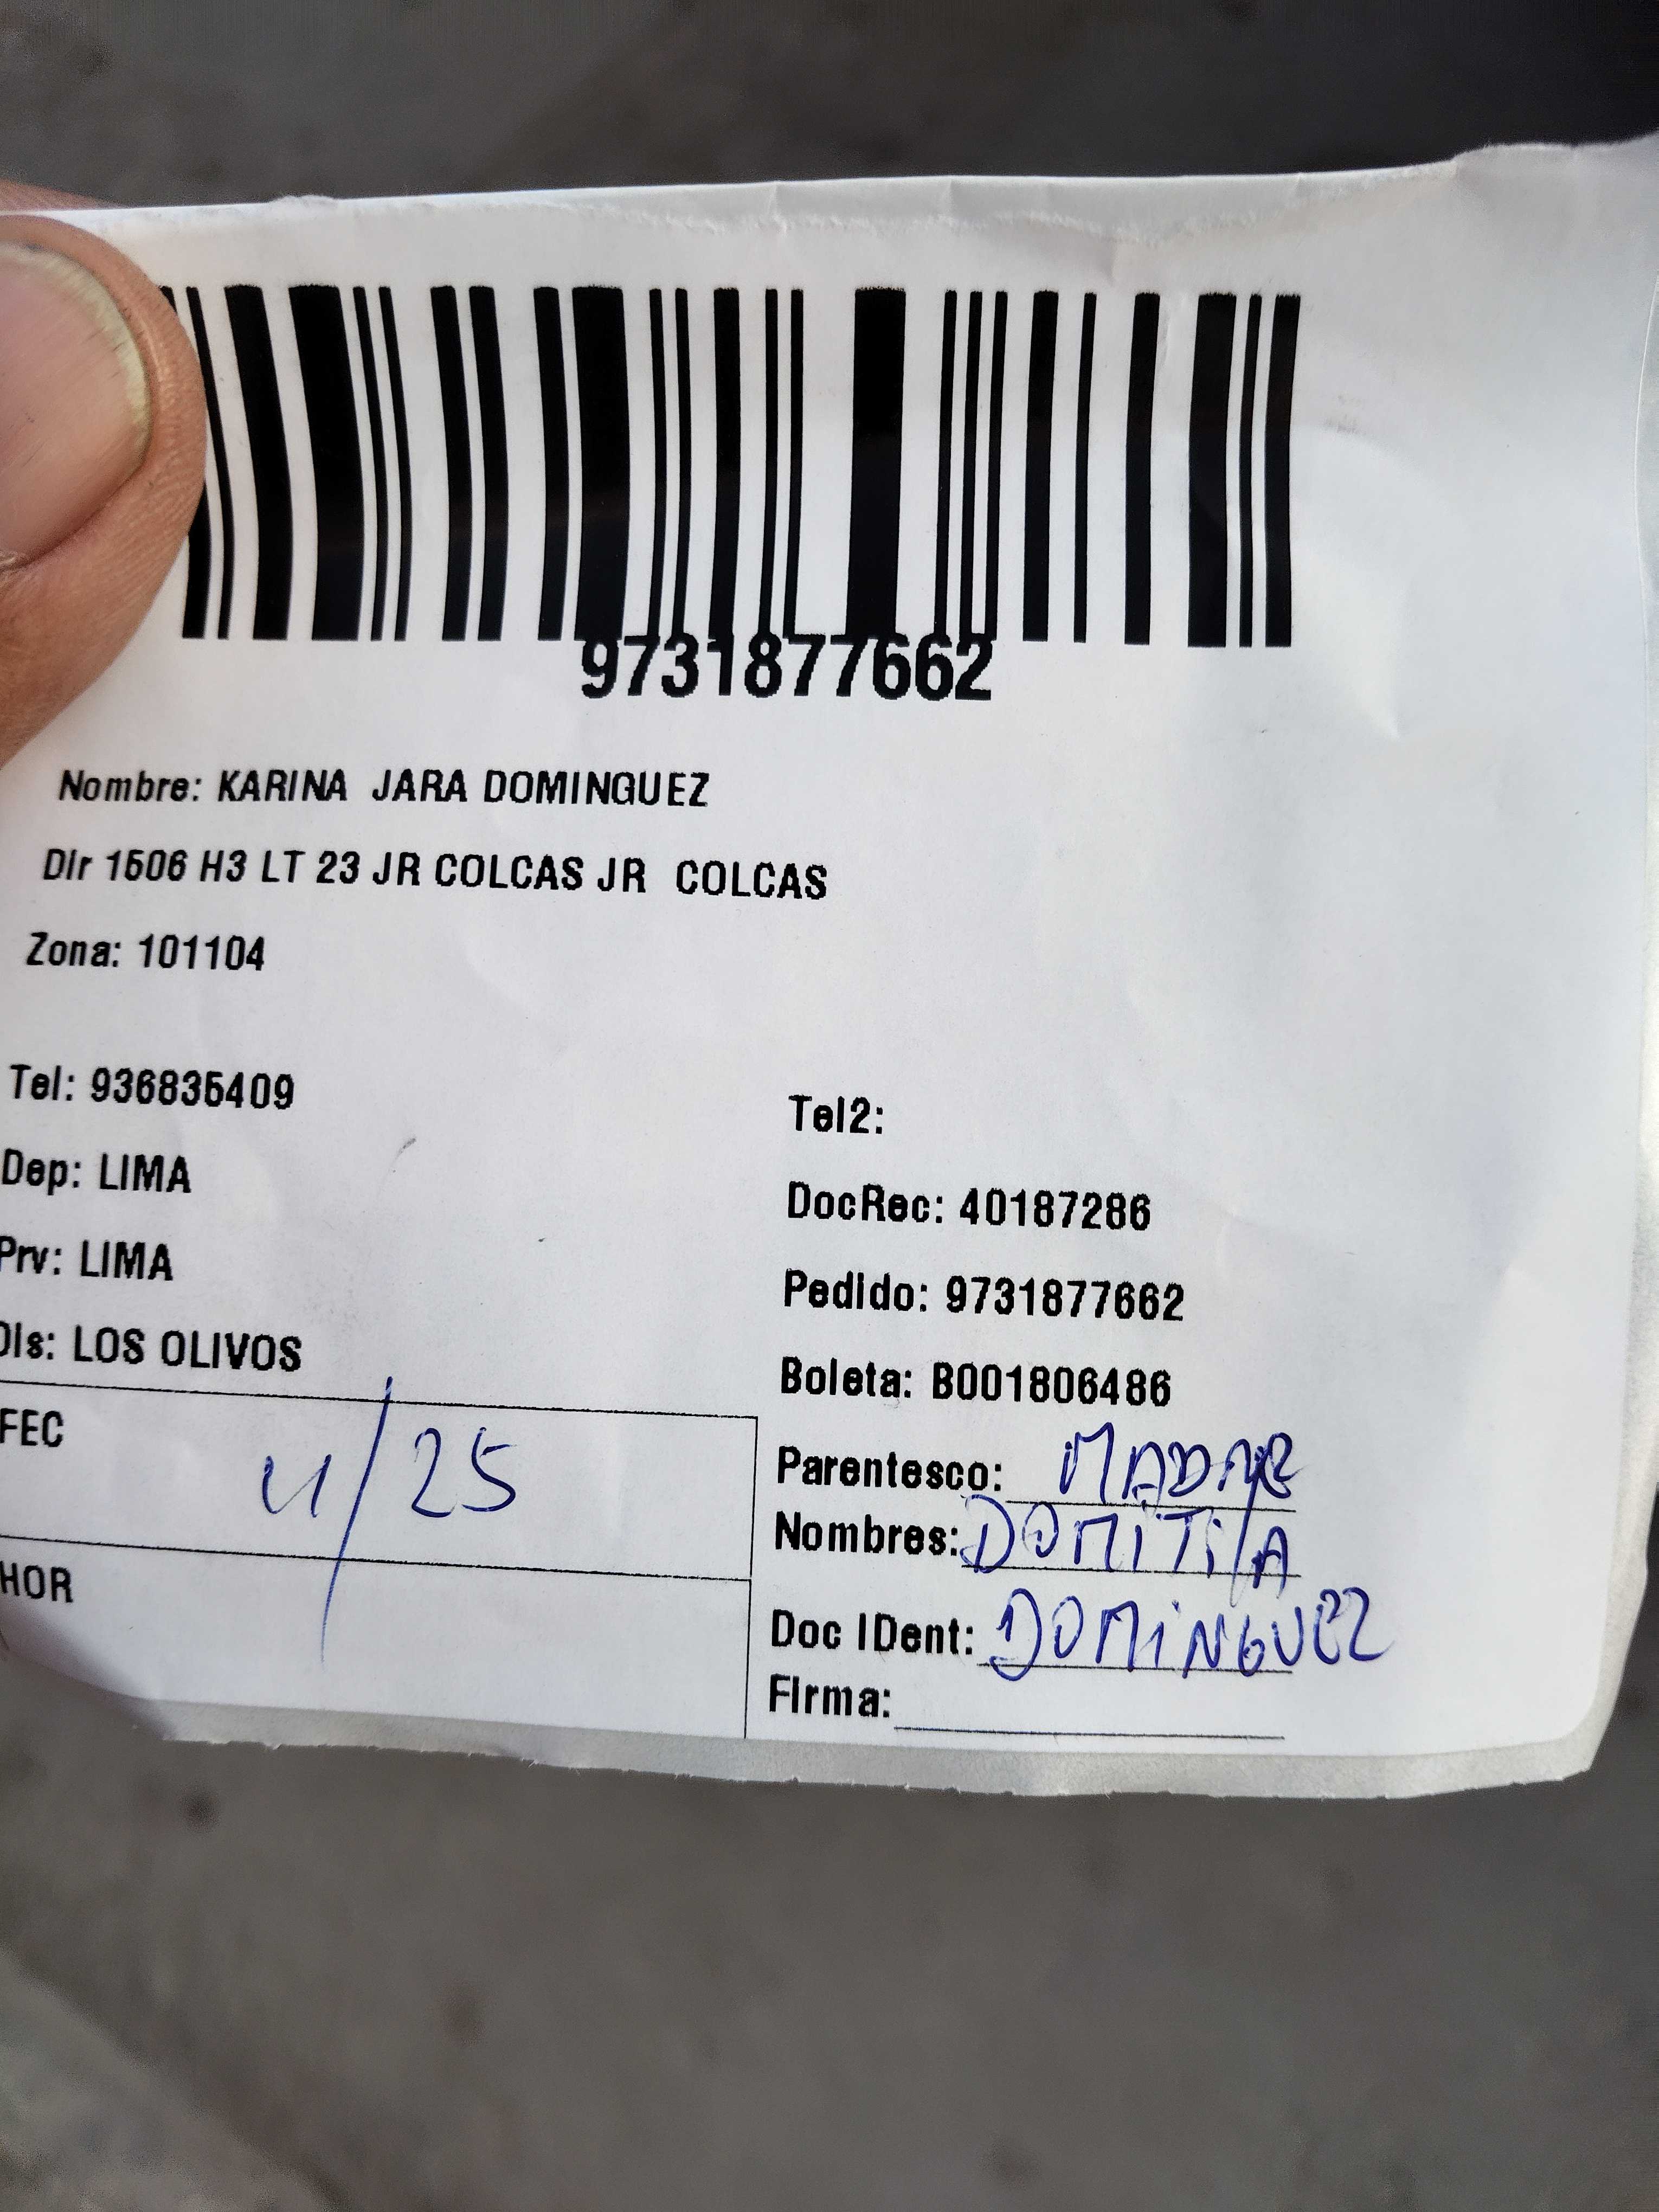 9731877662
Nombre: KARINA JARA DOMINGUEZ
Dir 1506 H3 LT 23 JR COLCAS JR COLCAS
Zona: 101104
Tel: 936835409
Tel2:
Dep: LIMA
DocRec: 40187286
Prv: LIMA
Pedido: 9731877662
Dis: LOS OLIVOS
Boleta: B001806486
FEC 4/25
Parentesco: MADRE
Nombres: DOMITILA
HOR
Doc IDent: DOMINGUEZ
Firma: